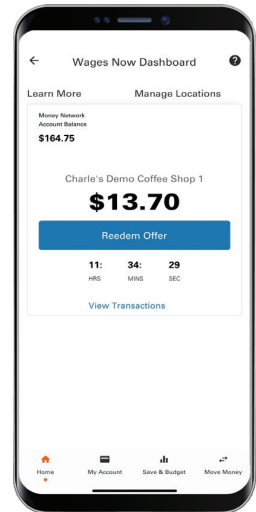 Wages Now Dashboard
Learn More Manage Locations
Money Network
Account Balance
$164.75
Charle's Demo Coffee Shop 1
$13.70
Reedem Offer
11: 34: 29
HRS MINS SEC
View Transactions
Home My Account Save & Budget Move Money